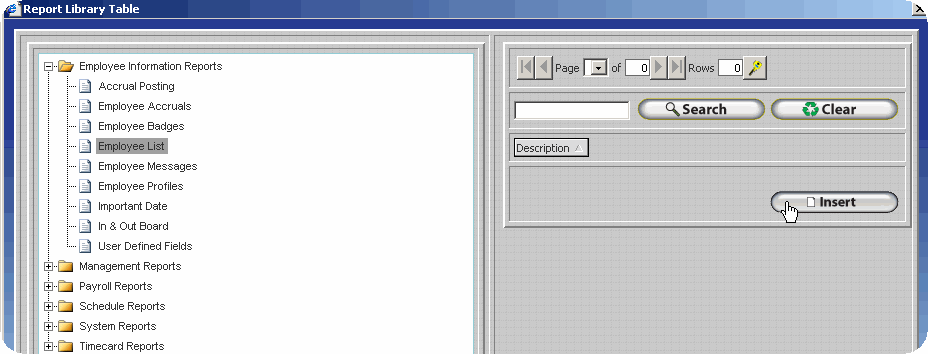 Report Library Table
Employee Information Reports
Accrual Posting
Employee Accruals
Employee Badges
Employee List
Employee Messages
Employee Profiles
Important Date
In & Out Board
User Defined Fields
Management Reports
Payroll Reports
Schedule Reports
System Reports
Timecard Reports
Page of 0 Rows 0
Search Clear
Description
Insert